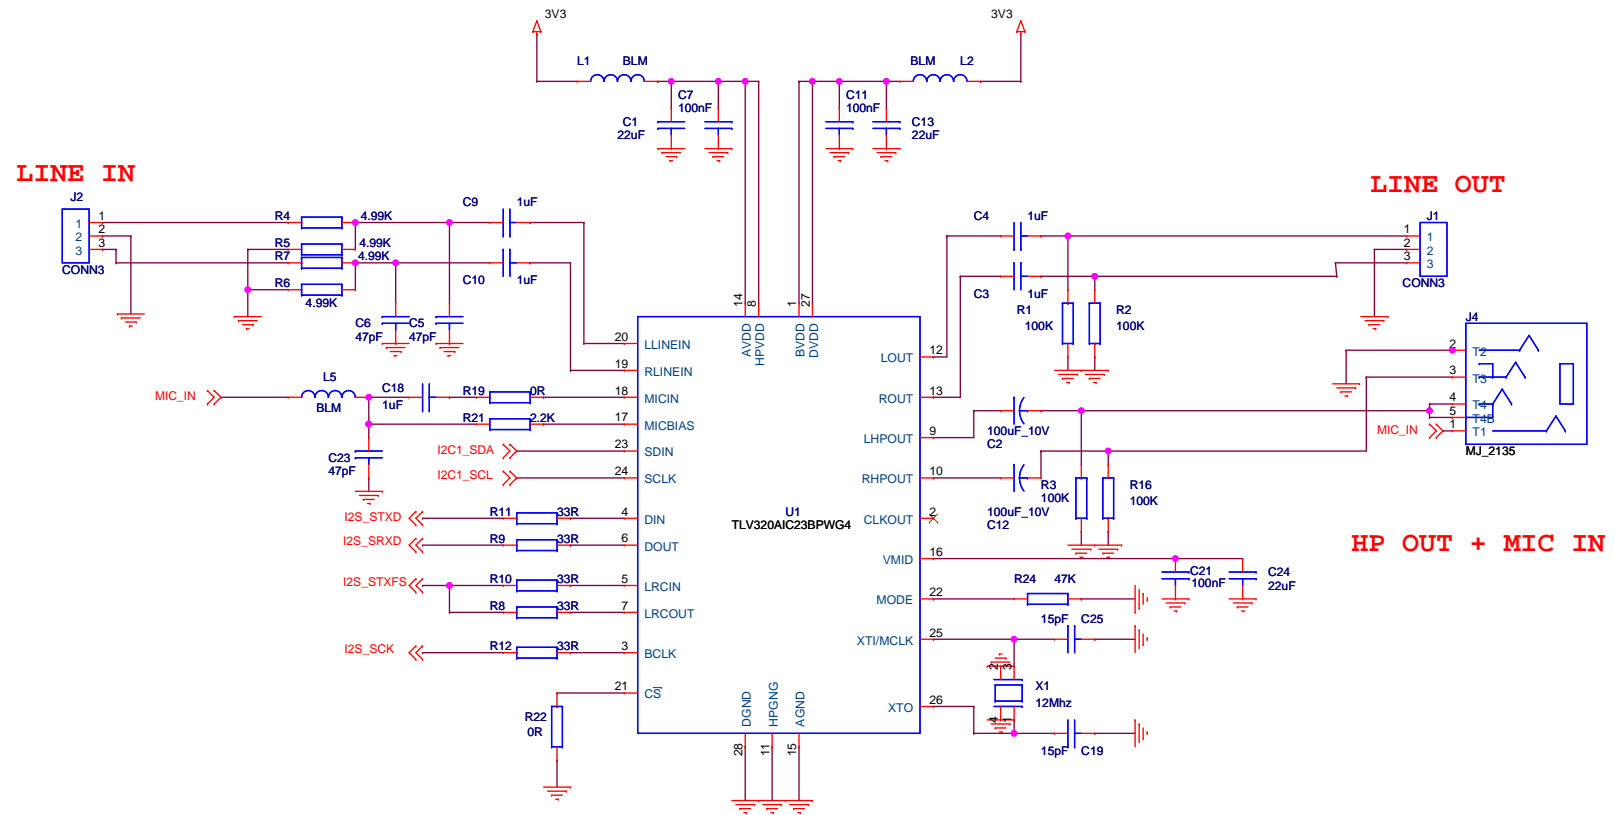 3V3
3V3
L1 BLM
BLM L2
C7
100nF
C11
100nF
C1
22uF
C13
22uF
LINE IN
J2
1
2
3
1
2
3
CONN3
R4 4.99K
R5 4.99K
R7 4.99K
R6
4.99K
C9 1uF
C10 1uF
C6
47pF
C5
47pF
LINE OUT
J1
1
2
3
1
2
3
CONN3
C4 1uF
C3 1uF
R1
100K
R2
100K
14
8
1
27
AVDD
HPVDD
BVDD
DVDD
20 LLINEIN
19 RLINEIN
18 MICIN
17 MICBIAS
23 SDIN
24 SCLK
4 DIN
6 DOUT
5 LRCIN
7 LRCOUT
3 BCLK
21 CS
LOUT 12
ROUT 13
LHPOUT 9
RHPOUT 10
CLKOUT 2
VMID 16
MODE 22
XTI/MCLK 25
XTO 26
U1
TLV320AIC23BPWG4
DGND
HPGNG
AGND
28
11
15
MIC_IN
L5
BLM
C18
1uF
R19 0R
R21 2.2K
C23
47pF
I2C1_SDA
I2C1_SCL
I2S_STXD R11 33R
I2S_SRXD R9 33R
I2S_STXFS R10 33R
R8 33R
I2S_SCK R12 33R
R22
0R
J4
2 T2
3 T3
4 T4
5 T4B
MIC_IN 1 T1
MJ_2135
100uF_10V
C2
R3
100K
R16
100K
100uF_10V
C12
HP OUT + MIC IN
C21
100nF
C24
22uF
R24 47K
15pF C25
2 3
X1
12Mhz
4 1
15pF C19